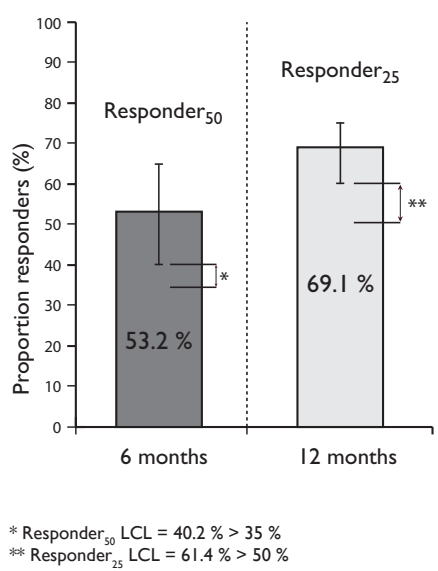 Proportion responders (%)
100
90
80
70
60
50
40
30
20
10
0
Responder50
Responder25
*
**
53.2 %
69.1 %
6 months
12 months
* Responder50 LCL = 40.2 % > 35 %
** Responder25 LCL = 61.4 % > 50 %